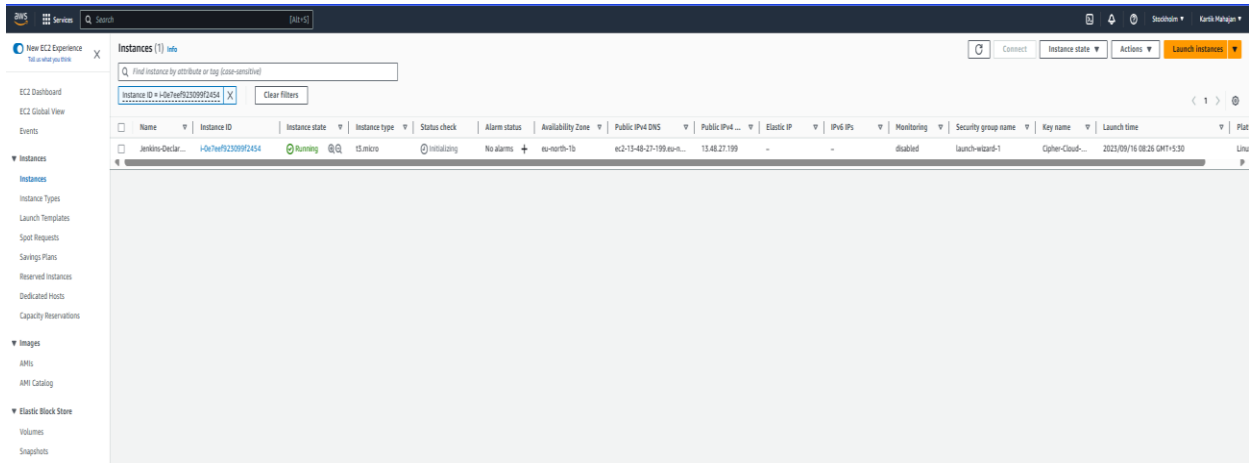 aws Services Search [Alt+S] Stockholm ▼ Kartik Mahajan ▼
New EC2 Experience X
Tell us what you think
EC2 Dashboard
EC2 Global View
Events
▼ Instances
Instances
Instance Types
Launch Templates
Spot Requests
Savings Plans
Reserved Instances
Dedicated Hosts
Capacity Reservations
▼ Images
AMIs
AMI Catalog
▼ Elastic Block Store
Volumes
Snapshots
Instances (1) Info Connect Instance state ▼ Actions ▼ Launch instances ▼
Find instance by attribute or tag (case-sensitive)
Instance ID = i-0e7eef923099f2454 X Clear filters < 1 >
Name Instance ID Instance state Instance type Status check Alarm status Availability Zone Public IPv4 DNS Public IPv4 ... Elastic IP IPv6 IPs Monitoring Security group name Key name Launch time Plat
Jenkins-Declar... i-0e7eef923099f2454 Running t3.micro Initializing No alarms + eu-north-1b ec2-13-48-27-199.eu-n... 13.48.27.199 – – disabled launch-wizard-1 Cipher-Cloud-... 2023/09/16 08:26 GMT+5:30 Linu